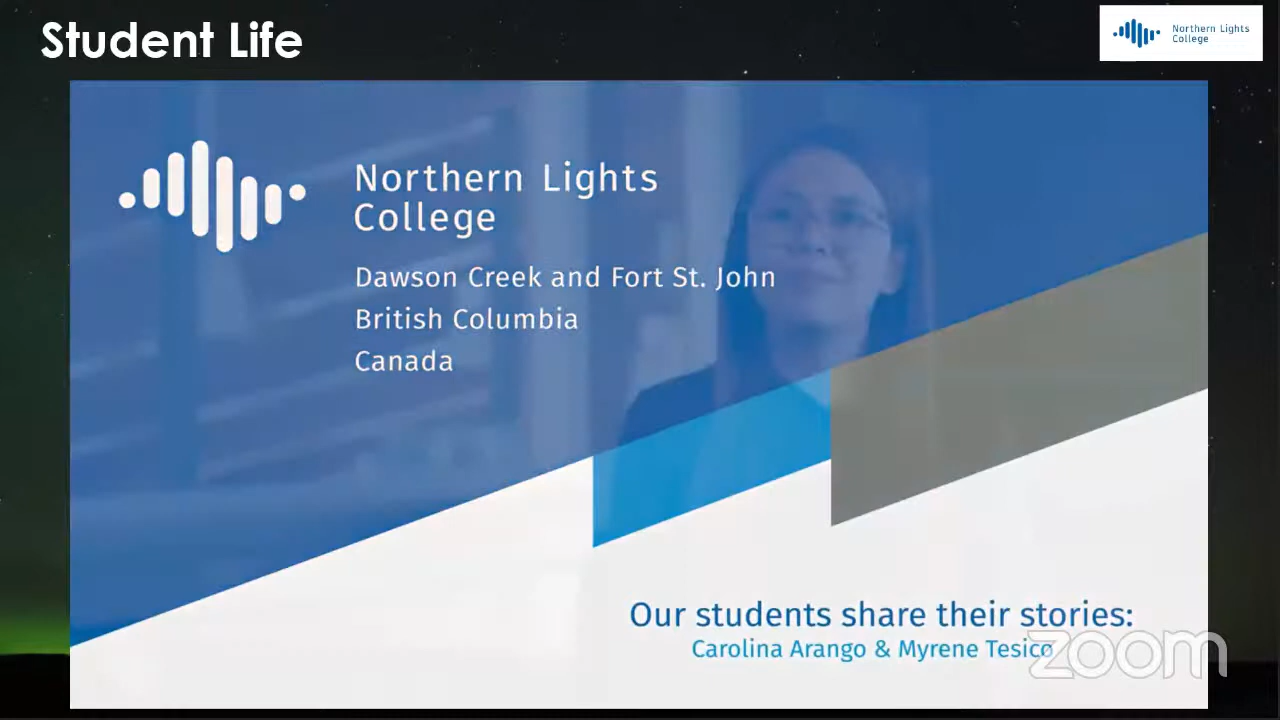 Student Life
Northern Lights
College
Northern Lights
College
Dawson Creek and Fort St. John
British Columbia
Canada
Our students share their stories:
Carolina Arango & Myrene Tesico
zoom